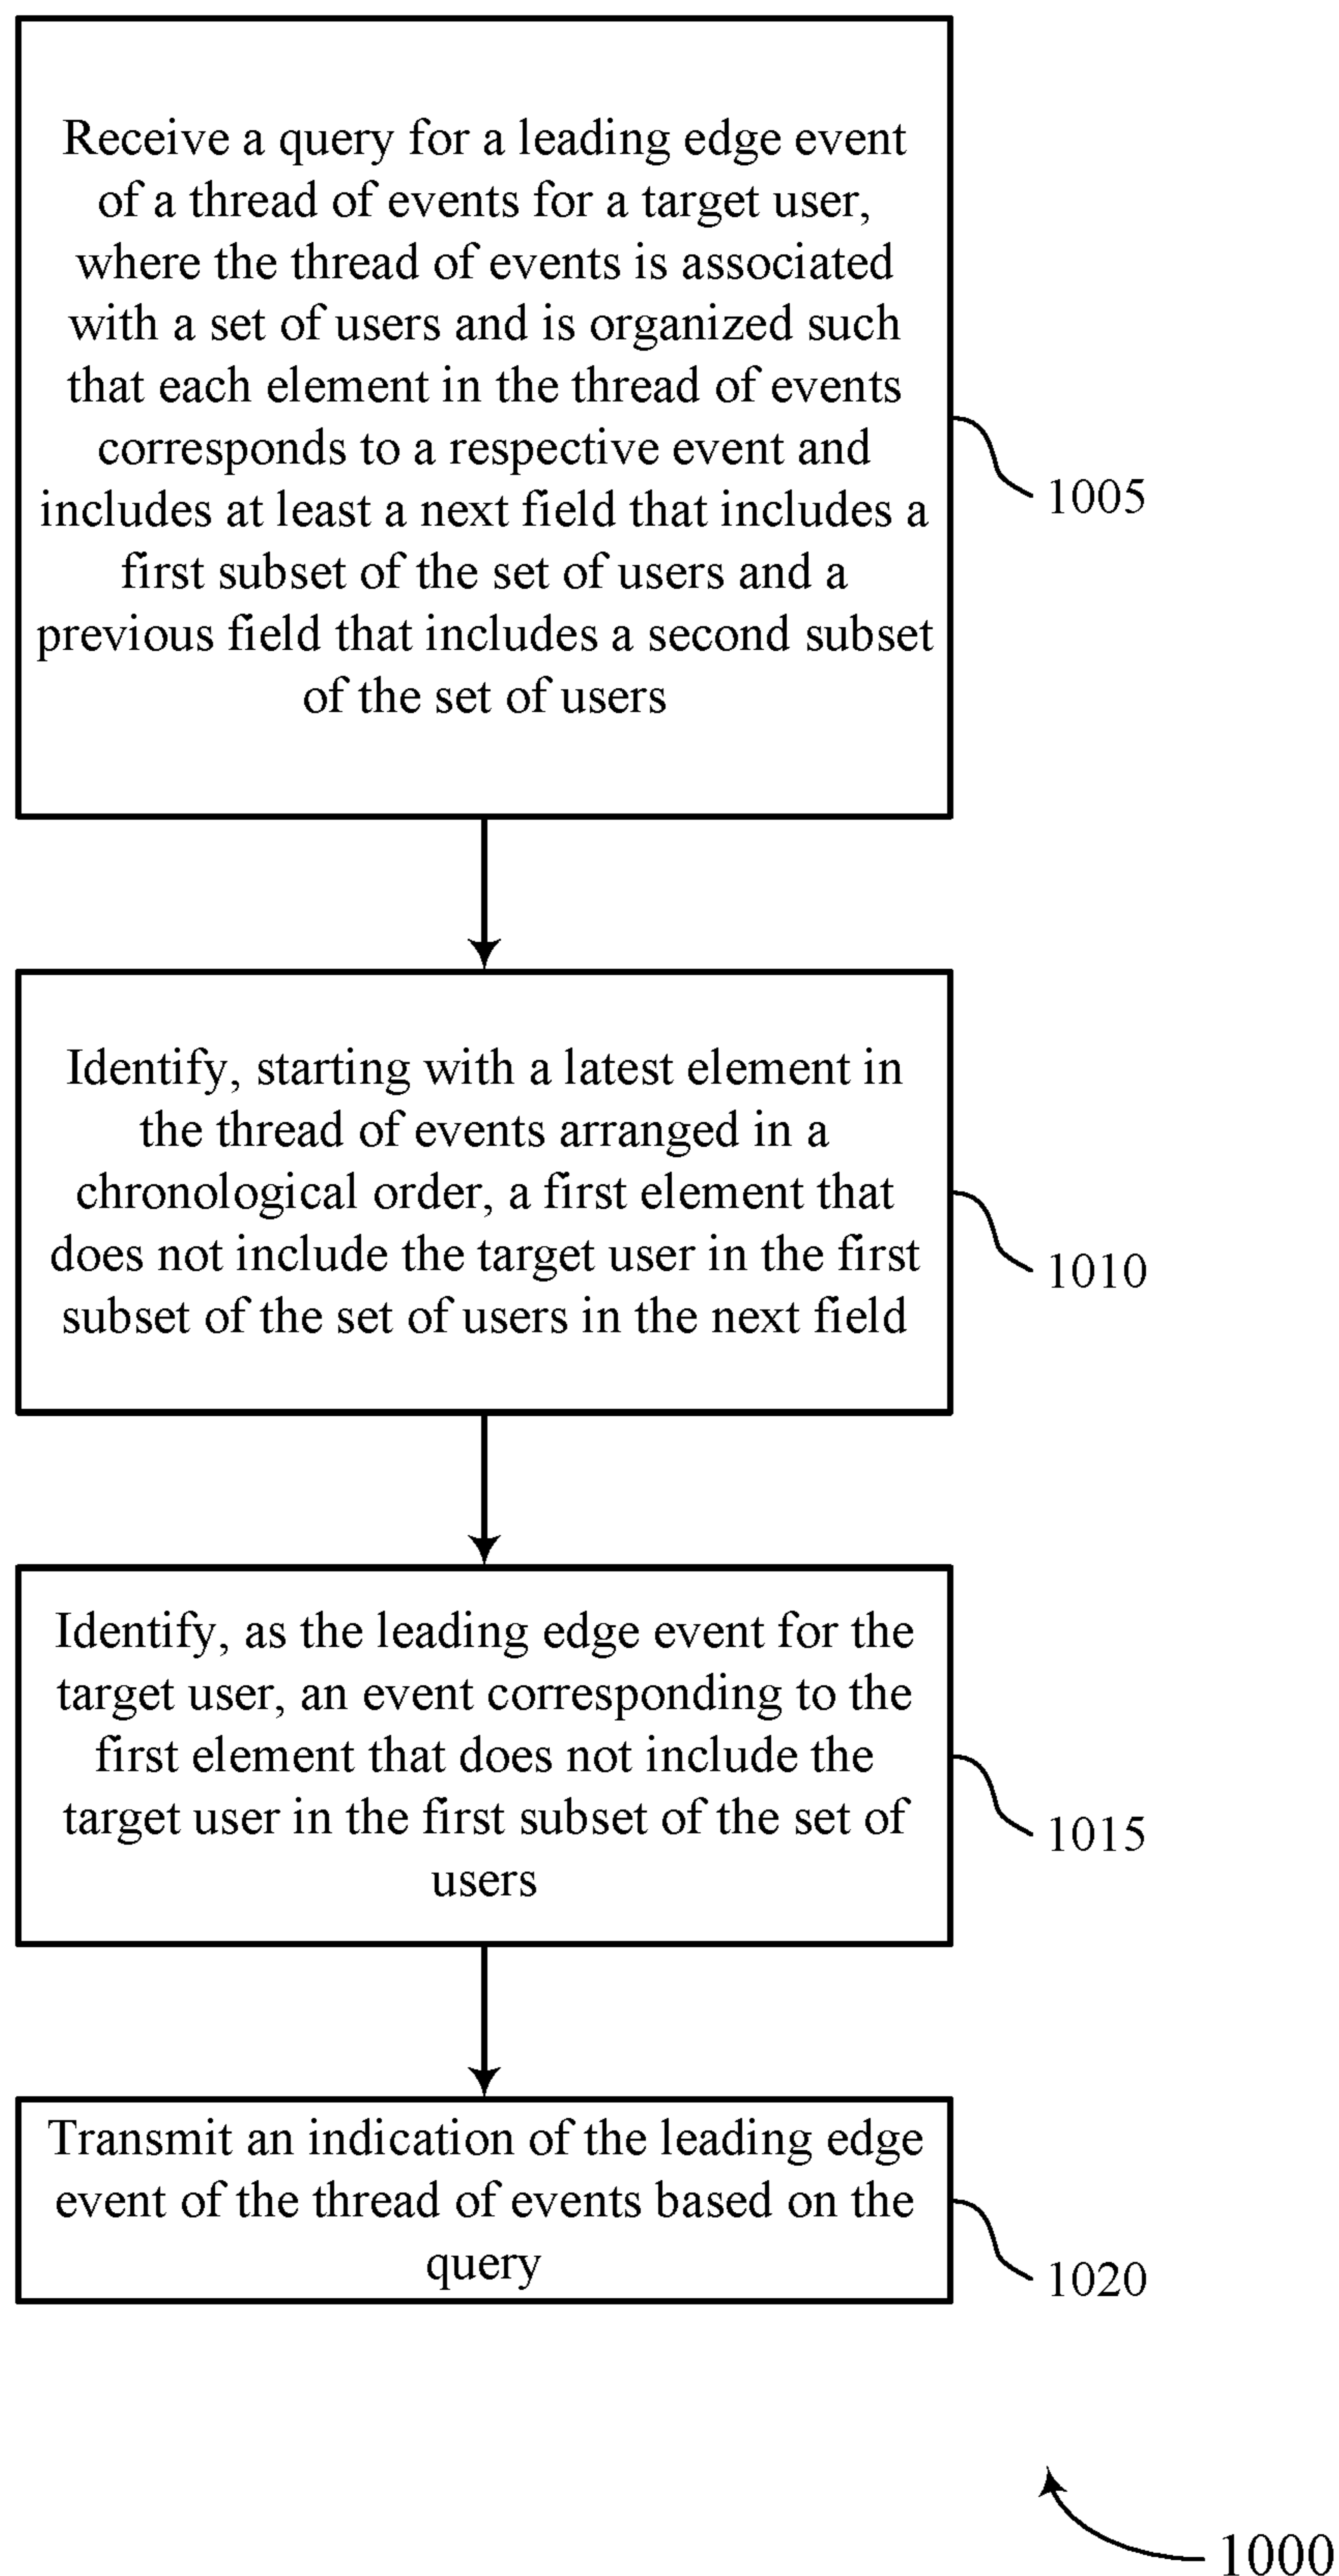 Receive a query for a leading edge event
of a thread of events for a target user,
where the thread of events is associated
with a set of users and is organized such
that each element in the thread of events
corresponds to a respective event and
includes at least a next field that includes a
first subset of the set of users and a
previous field that includes a second subset
of the set of users
1005
Identify, starting with a latest element in
the thread of events arranged in a
chronological order, a first element that
does not include the target user in the first
subset of the set of users in the next field
1010
Identify, as the leading edge event for the
target user, an event corresponding to the
first element that does not include the
target user in the first subset of the set of
users
1015
Transmit an indication of the leading edge
event of the thread of events based on the
query
1020
1000